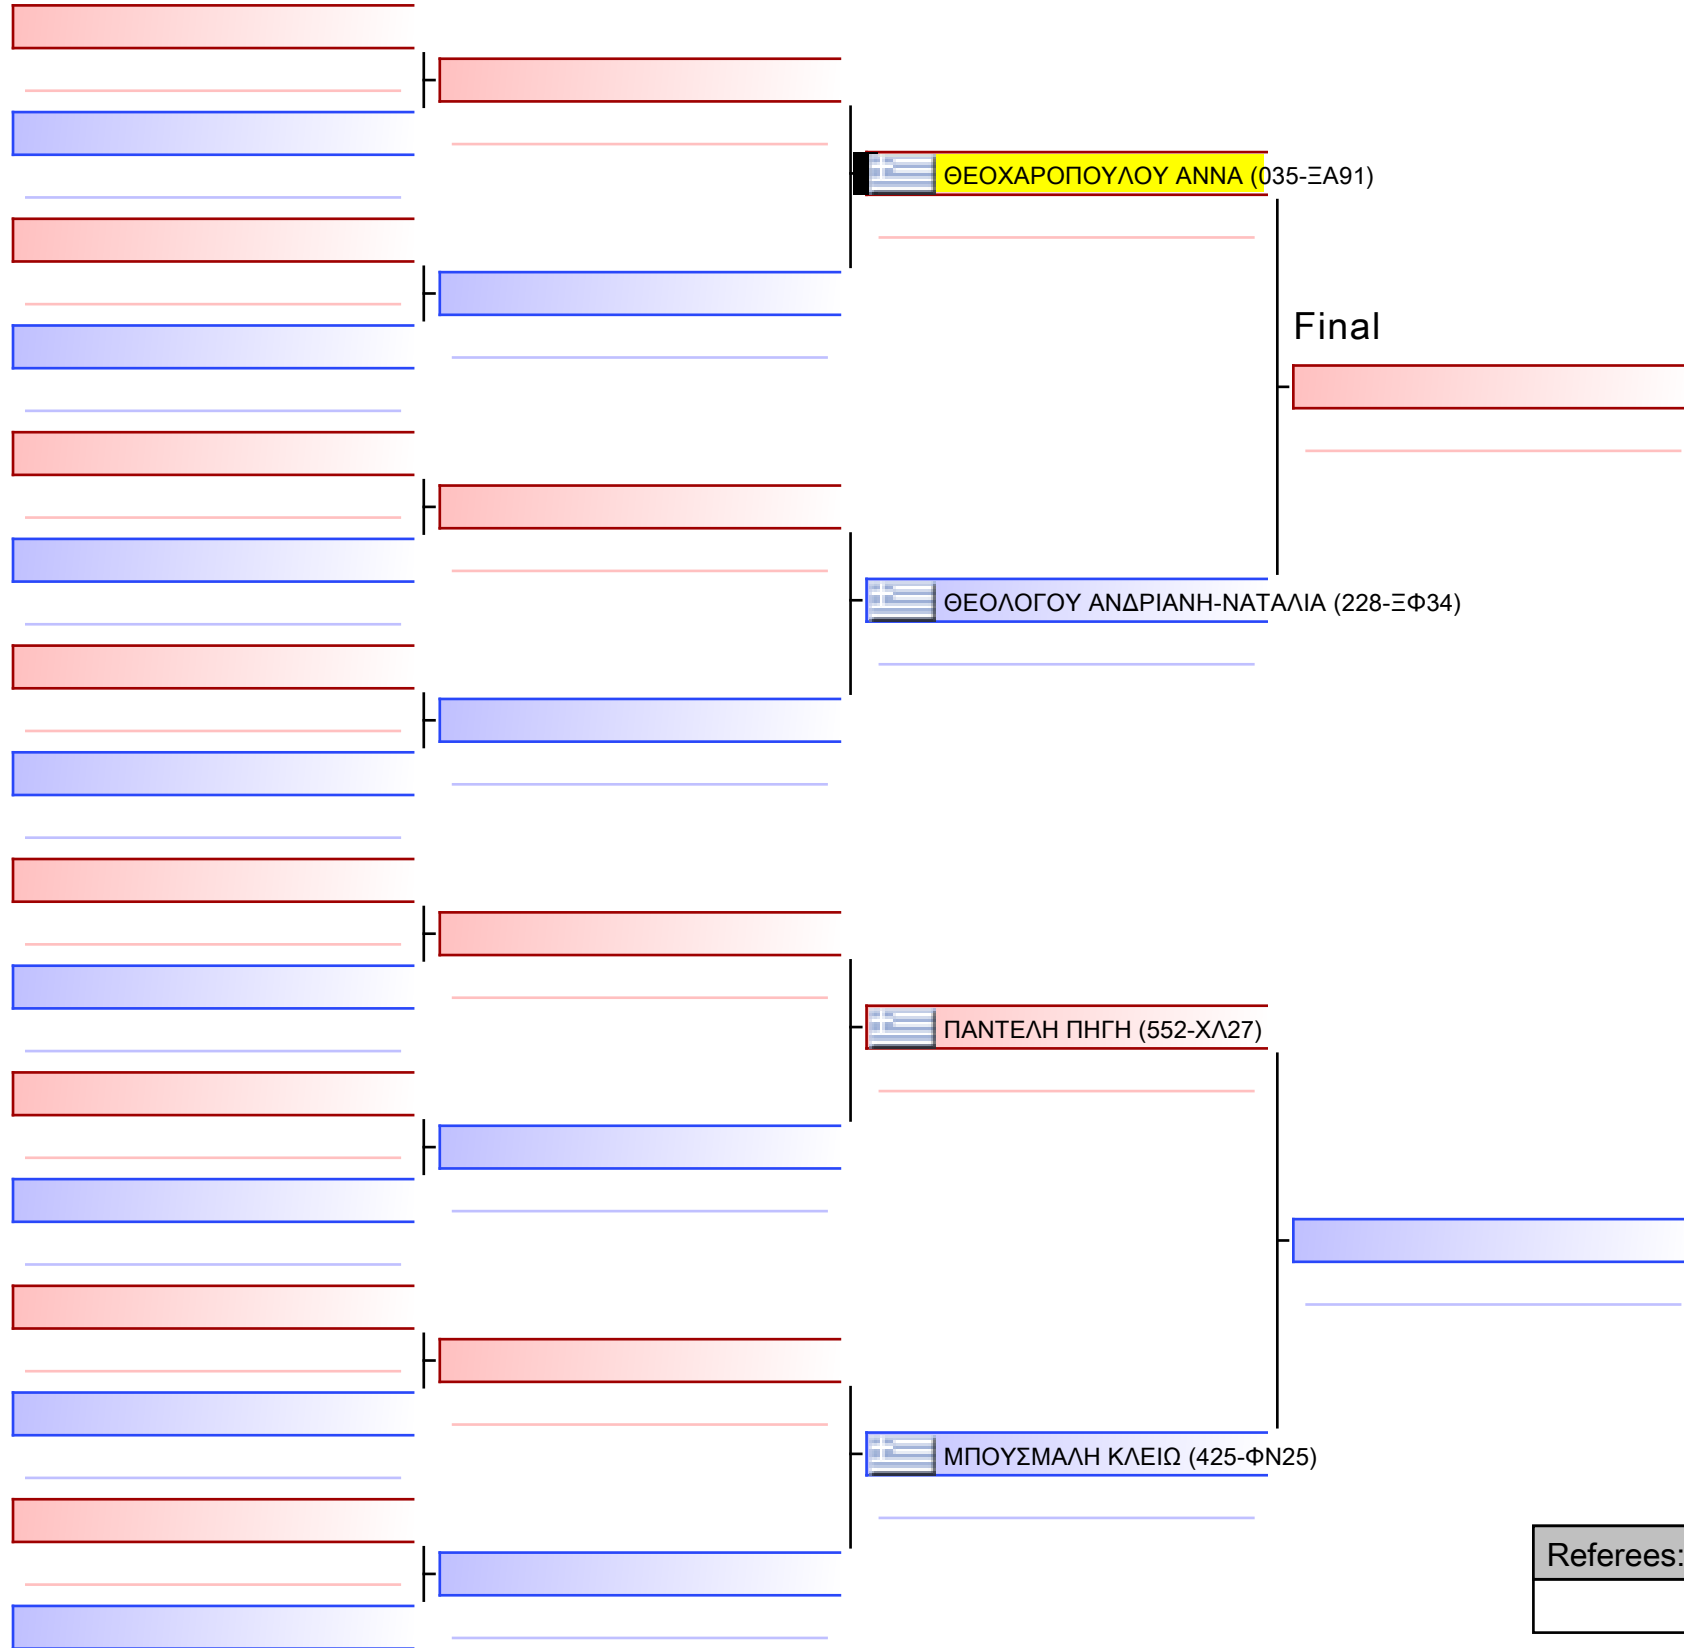 ΘΕΟΧΑΡΟΠΟΥΛΟΥ ΑΝΝΑ (035-ΞΑ91)
Final
ΘΕΟΛΟΓΟΥ ΑΝΔΡΙΑΝΗ-ΝΑΤΑΛΙΑ (228-ΞΦ34)
ΠΑΝΤΕΛΗ ΠΗΓΗ (552-ΧΛ27)
ΜΠΟΥΣΜΑΛΗ ΚΛΕΙΩ (425-ΦΝ25)
Referees: